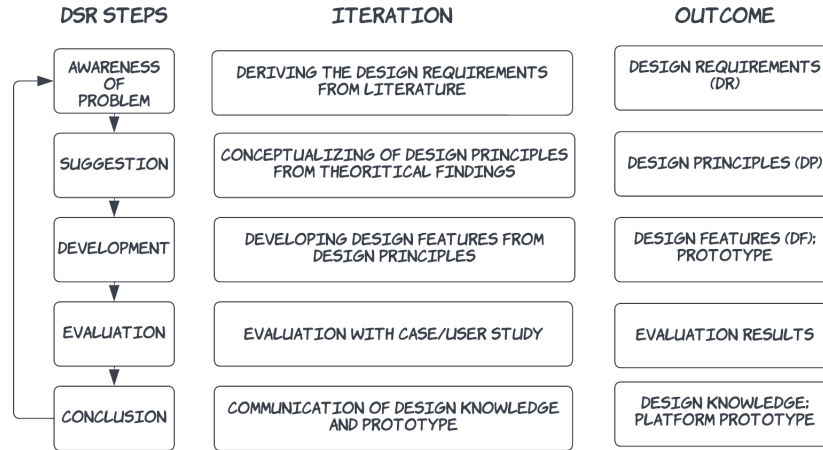 DSR STEPS
ITERATION
OUTCOME
AWARENESS
OF
PROBLEM
DERIVING THE DESIGN REQUIREMENTS
FROM LITERATURE
DESIGN REQUIREMENTS
(DR)
SUGGESTION
CONCEPTUALIZING OF DESIGN PRINCIPLES
FROM THEORITICAL FINDINGS
DESIGN PRINCIPLES (DP)
DEVELOPMENT
DEVELOPING DESIGN FEATURES FROM
DESIGN PRINCIPLES
DESIGN FEATURES (DF);
PROTOTYPE
EVALUATION
EVALUATION WITH CASE/USER STUDY
EVALUATION RESULTS
CONCLUSION
COMMUNICATION OF DESIGN KNOWLEDGE
AND PROTOTYPE
DESIGN KNOWLEDGE;
PLATFORM PROTOTYPE